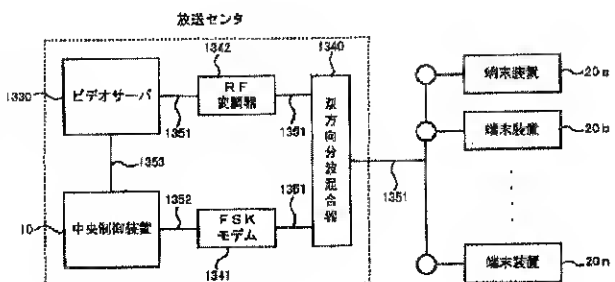 放送センタ
1342
1340
1330
ビデオサーバ
RF
変調器
1351
1351
双方向分波混合器
端末装置
20a
端末装置
20b
1353
1351
10
中央制御装置
1352
FSK
モデム
1351
1341
端末装置
20n